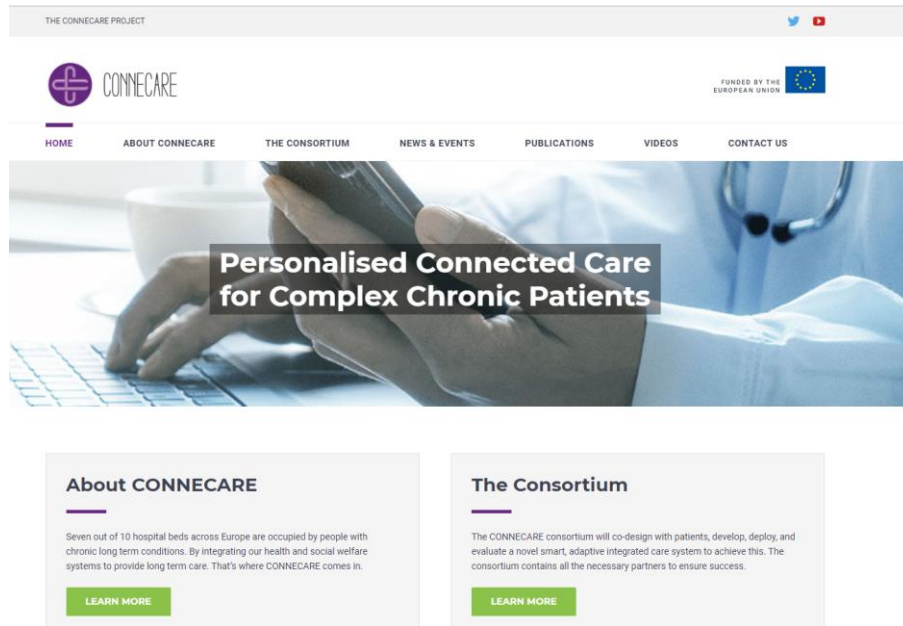 THE CONNECARE PROJECT
CONNECARE
FUNDED BY THE
EUROPEAN UNION
HOME ABOUT CONNECARE THE CONSORTIUM NEWS & EVENTS PUBLICATIONS VIDEOS CONTACT US
Personalised Connected Care
for Complex Chronic Patients
About CONNECARE
Seven out of 10 hospital beds across Europe are occupied by people with
chronic long term conditions. By integrating our health and social welfare
systems to provide long term care. That's where CONNECARE comes in.
LEARN MORE
The Consortium
The CONNECARE consortium will co-design with patients, develop, deploy, and
evaluate a novel smart, adaptive integrated care system to achieve this. The
consortium contains all the necessary partners to ensure success.
LEARN MORE